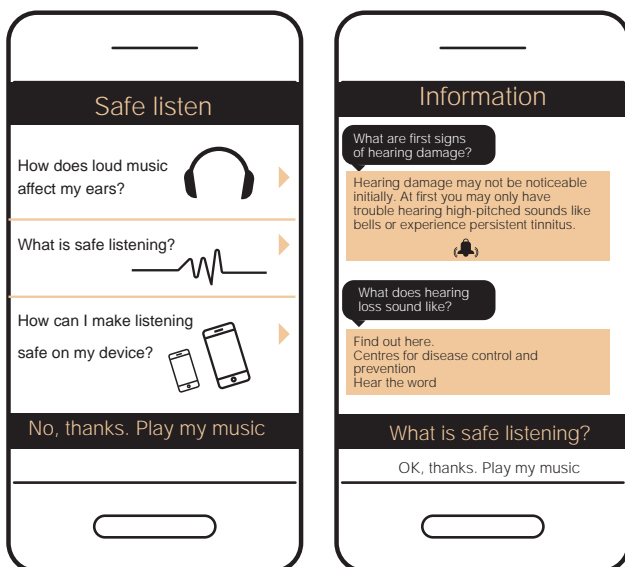 Safe listen
How does loud music
affect my ears?
What is safe listening?
How can I make listening
safe on my device?
No, thanks. Play my music
Information
What are first signs
of hearing damage?
Hearing damage may not be noticeable
initially. At first you may only have
trouble hearing high-pitched sounds like
bells or experience persistent tinnitus.
What does hearing
loss sound like?
Find out here.
Centres for disease control and
prevention
Hear the word
What is safe listening?
OK, thanks. Play my music